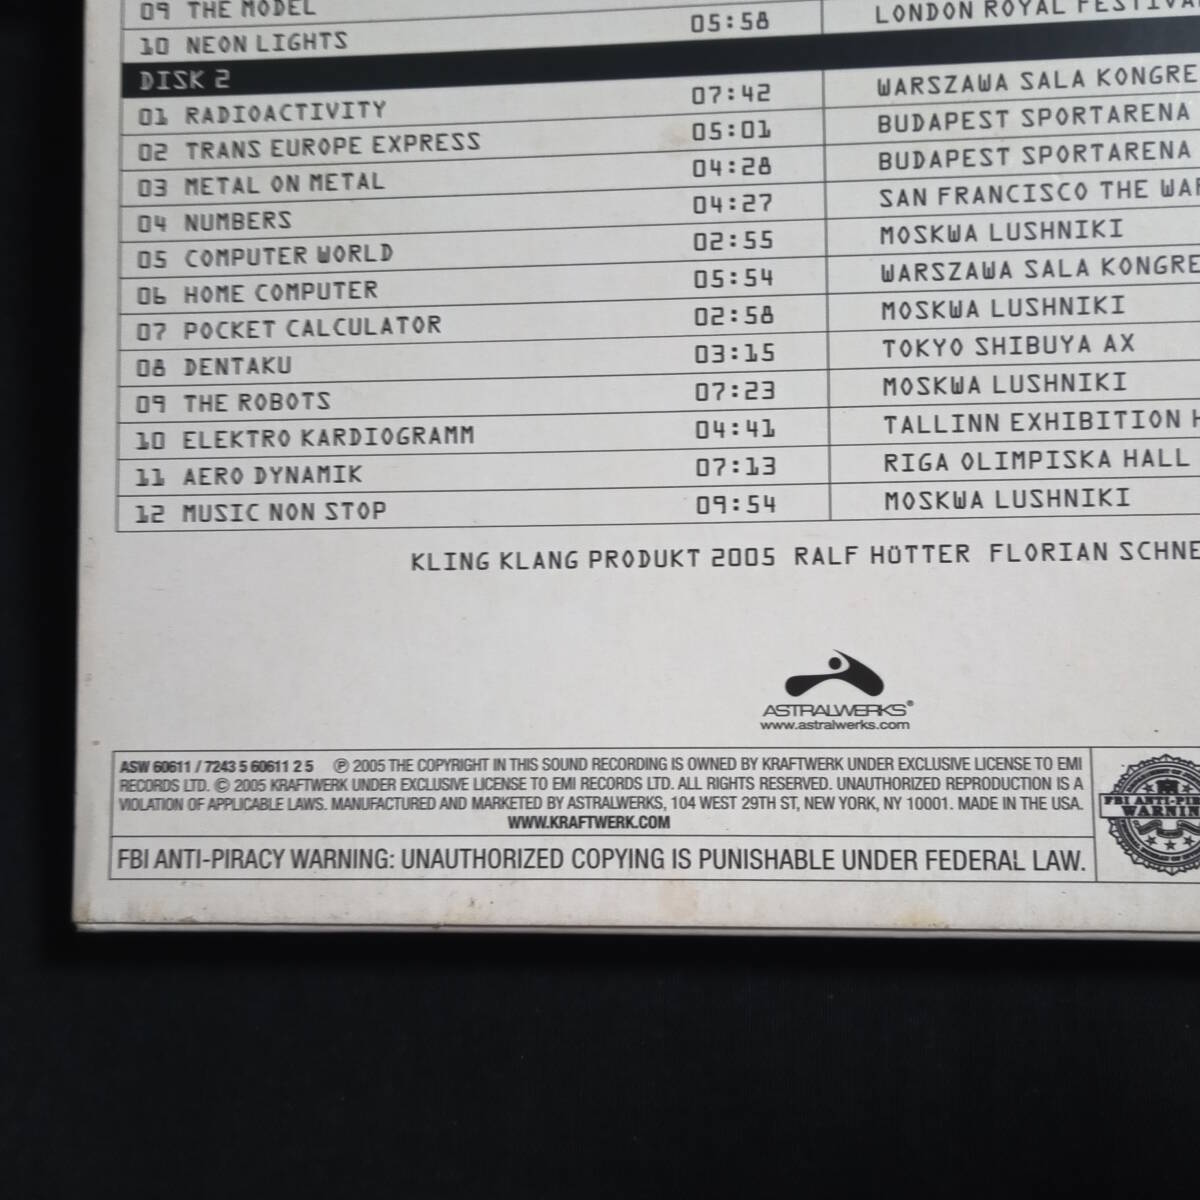 09 THE MODEL
10 NEON LIGHTS 05:58 LONDON ROYAL FESTIVA
DISK 2
01 RADIOACTIVITY 07:42 WARSZAWA SALA KONGRE
02 TRANS EUROPE EXPRESS 05:01 BUDAPEST SPORTARENA
03 METAL ON METAL 04:28 BUDAPEST SPORTARENA
04 NUMBERS 04:27 SAN FRANCISCO THE WAR
05 COMPUTER WORLD 02:55 MOSKWA LUSHNIKI
06 HOME COMPUTER 05:54 WARSZAWA SALA KONGRE
07 POCKET CALCULATOR 02:58 MOSKWA LUSHNIKI
08 DENTAKU 03:15 TOKYO SHIBUYA AX
09 THE ROBOTS 07:23 MOSKWA LUSHNIKI
10 ELEKTRO KARDIOGRAMM 04:41 TALLINN EXHIBITION H
11 AERO DYNAMIK 07:13 RIGA OLIMPISKA HALL
12 MUSIC NON STOP 09:54 MOSKWA LUSHNIKI
KLING KLANG PRODUKT 2005 RALF HÜTTER FLORIAN SCHNE
ASTRALWERKS®
www.astralwerks.com
ASW 60611 / 7243 5 60611 2 5 ℗ 2005 THE COPYRIGHT IN THIS SOUND RECORDING IS OWNED BY KRAFTWERK UNDER EXCLUSIVE LICENSE TO EMI
RECORDS LTD. © 2005 KRAFTWERK UNDER EXCLUSIVE LICENSE TO EMI RECORDS LTD. ALL RIGHTS RESERVED. UNAUTHORIZED REPRODUCTION IS A
VIOLATION OF APPLICABLE LAWS. MANUFACTURED AND MARKETED BY ASTRALWERKS, 104 WEST 29TH ST, NEW YORK, NY 10001. MADE IN THE USA.
WWW.KRAFTWERK.COM
FBI ANTI-PIRACY WARNING: UNAUTHORIZED COPYING IS PUNISHABLE UNDER FEDERAL LAW.
FBI ANTI-PIR
WARNIN